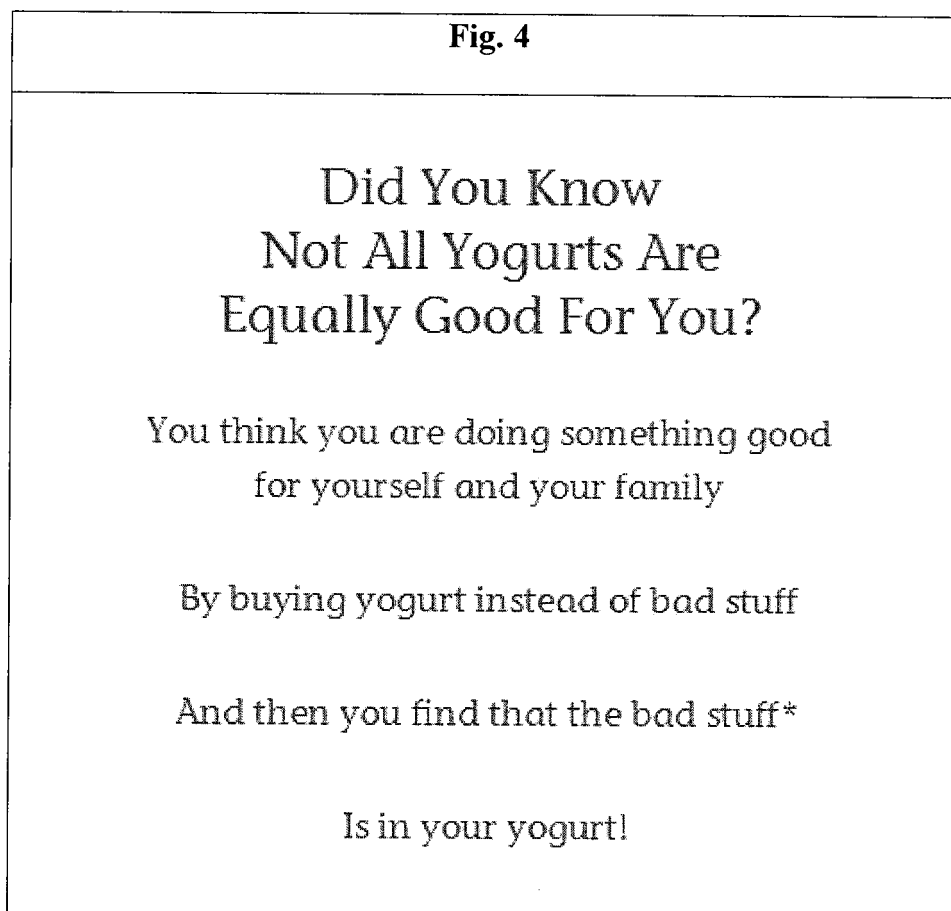 Fig. 4
Did You Know
Not All Yogurts Are
Equally Good For You?
You think you are doing something good
for yourself and your family
By buying yogurt instead of bad stuff
And then you find that the bad stuff*
Is in your yogurt!